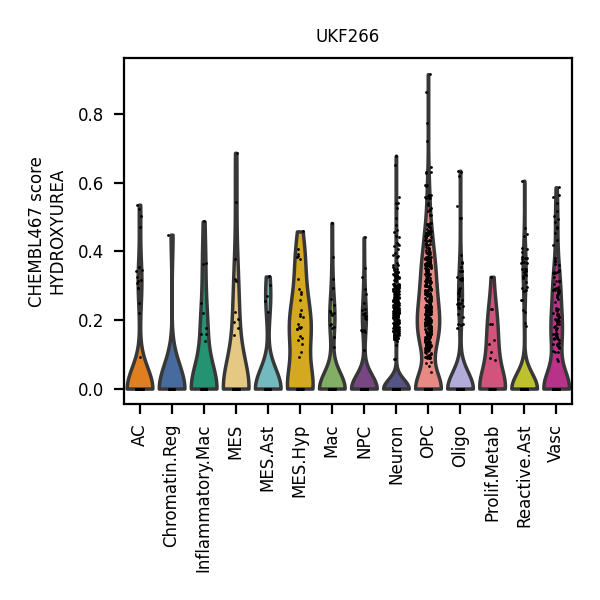 UKF266
CHEMBL467 score
HYDROXYUREA
0.8
0.6
0.4
0.2
0.0
AC
Chromatin.Reg
Inflammatory.Mac
MES
MES.Ast
MES.Hyp
Mac
NPC
Neuron
OPC
Oligo
Prolif.Metab
Reactive.Ast
Vasc